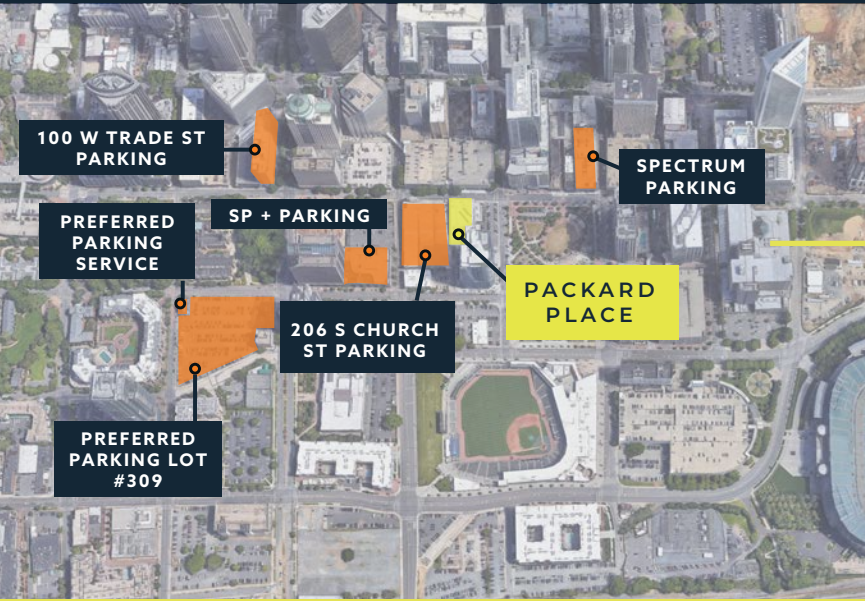 100 W TRADE ST
PARKING
SPECTRUM
PARKING
PREFERRED
PARKING
SERVICE
SP + PARKING
PACKARD
PLACE
206 S CHURCH
ST PARKING
PREFERRED
PARKING LOT
#309